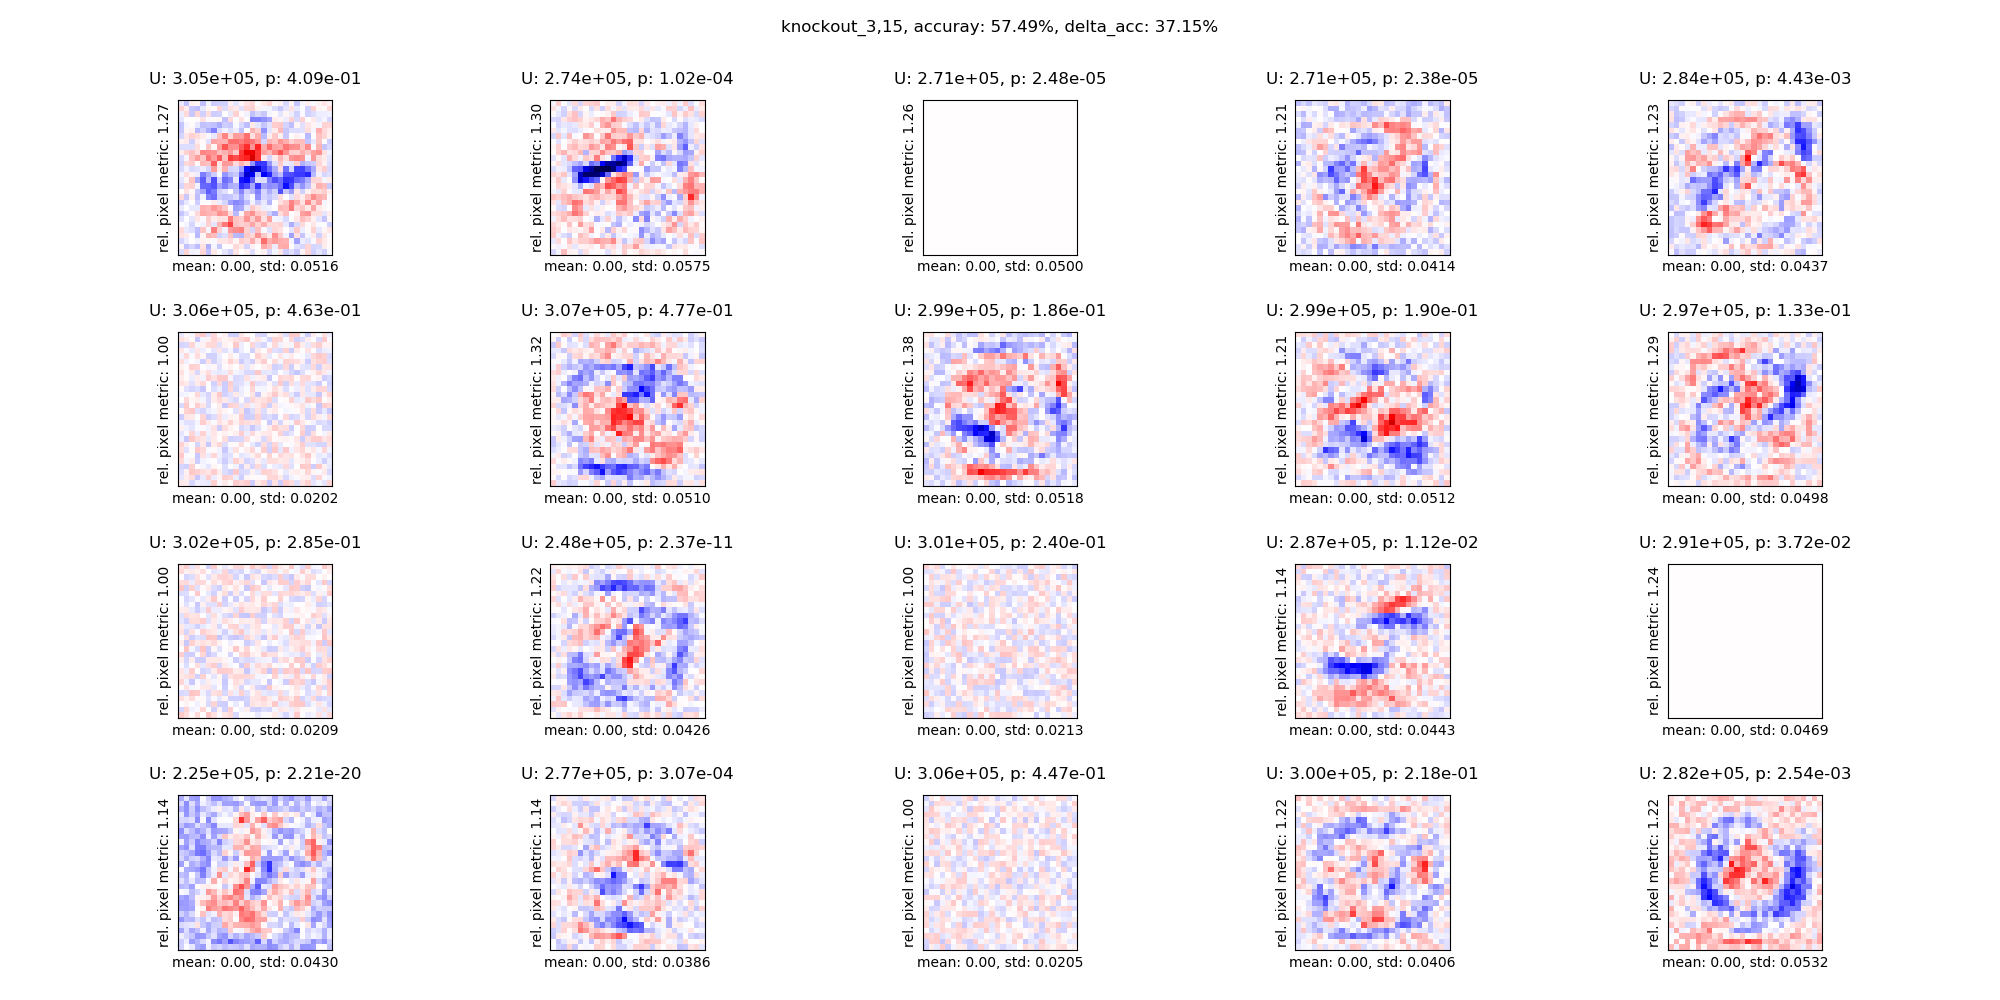 knockout_3,15, accuray: 57.49%, delta_acc: 37.15%
U: 3.05e+05, p: 4.09e-01
rel. pixel metric: 1.27
mean: 0.00, std: 0.0516
U: 2.74e+05, p: 1.02e-04
rel. pixel metric: 1.30
mean: 0.00, std: 0.0575
U: 2.71e+05, p: 2.48e-05
rel. pixel metric: 1.26
mean: 0.00, std: 0.0500
U: 2.71e+05, p: 2.38e-05
rel. pixel metric: 1.21
mean: 0.00, std: 0.0414
U: 2.84e+05, p: 4.43e-03
rel. pixel metric: 1.23
mean: 0.00, std: 0.0437
U: 3.06e+05, p: 4.63e-01
rel. pixel metric: 1.00
mean: 0.00, std: 0.0202
U: 3.07e+05, p: 4.77e-01
rel. pixel metric: 1.32
mean: 0.00, std: 0.0510
U: 2.99e+05, p: 1.86e-01
rel. pixel metric: 1.38
mean: 0.00, std: 0.0518
U: 2.99e+05, p: 1.90e-01
rel. pixel metric: 1.21
mean: 0.00, std: 0.0512
U: 2.97e+05, p: 1.33e-01
rel. pixel metric: 1.29
mean: 0.00, std: 0.0498
U: 3.02e+05, p: 2.85e-01
rel. pixel metric: 1.00
mean: 0.00, std: 0.0209
U: 2.48e+05, p: 2.37e-11
rel. pixel metric: 1.22
mean: 0.00, std: 0.0426
U: 3.01e+05, p: 2.40e-01
rel. pixel metric: 1.00
mean: 0.00, std: 0.0213
U: 2.87e+05, p: 1.12e-02
rel. pixel metric: 1.14
mean: 0.00, std: 0.0443
U: 2.91e+05, p: 3.72e-02
rel. pixel metric: 1.24
mean: 0.00, std: 0.0469
U: 2.25e+05, p: 2.21e-20
rel. pixel metric: 1.14
mean: 0.00, std: 0.0430
U: 2.77e+05, p: 3.07e-04
rel. pixel metric: 1.14
mean: 0.00, std: 0.0386
U: 3.06e+05, p: 4.47e-01
rel. pixel metric: 1.00
mean: 0.00, std: 0.0205
U: 3.00e+05, p: 2.18e-01
rel. pixel metric: 1.22
mean: 0.00, std: 0.0406
U: 2.82e+05, p: 2.54e-03
rel. pixel metric: 1.22
mean: 0.00, std: 0.0532